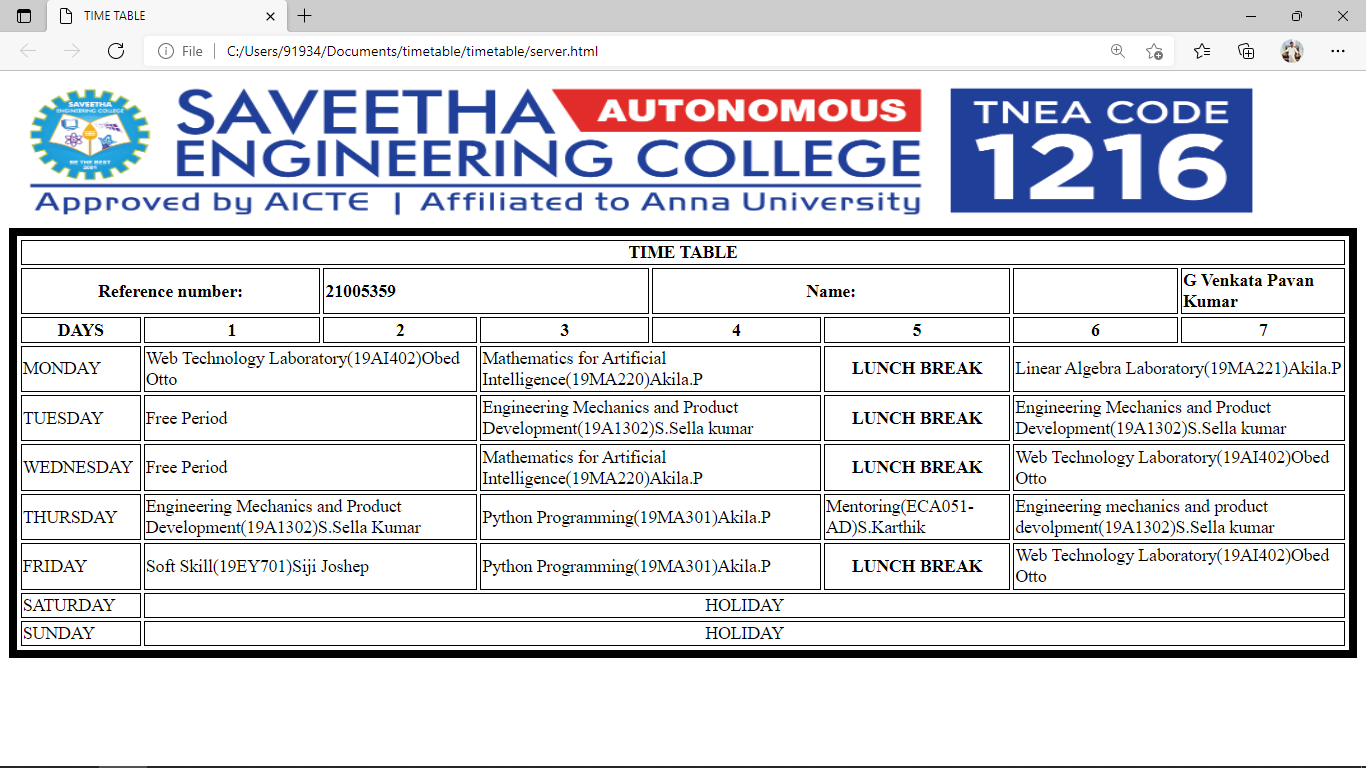 TIME TABLE
File
C:/Users/91934/Documents/timetable/timetable/server.html
SAVEETHA
ENGINEERING COLLEGE
BE THE BEST
2001
SAVEETHA AUTONOMOUS
ENGINEERING COLLEGE
Approved by AICTE | Affiliated to Anna University
TNEA CODE
1216
TIME TABLE
Reference number: 21005359 Name: G Venkata Pavan
Kumar
DAYS 1 2 3 4 5 6 7
MONDAY
Web Technology Laboratory(19AI402)Obed
Otto
Mathematics for Artificial
Intelligence(19MA220)Akila.P
LUNCH BREAK
Linear Algebra Laboratory(19MA221)Akila.P
TUESDAY
Free Period
Engineering Mechanics and Product
Development(19A1302)S.Sella kumar
LUNCH BREAK
Engineering Mechanics and Product
Development(19A1302)S.Sella kumar
WEDNESDAY
Free Period
Mathematics for Artificial
Intelligence(19MA220)Akila.P
LUNCH BREAK
Web Technology Laboratory(19AI402)Obed
Otto
THURSDAY
Engineering Mechanics and Product
Development(19A1302)S.Sella Kumar
Python Programming(19MA301)Akila.P
Mentoring(ECA051-
AD)S.Karthik
Engineering mechanics and product
devolpment(19A1302)S.Sella kumar
FRIDAY
Soft Skill(19EY701)Siji Joshep
Python Programming(19MA301)Akila.P
LUNCH BREAK
Web Technology Laboratory(19AI402)Obed
Otto
SATURDAY
HOLIDAY
SUNDAY
HOLIDAY